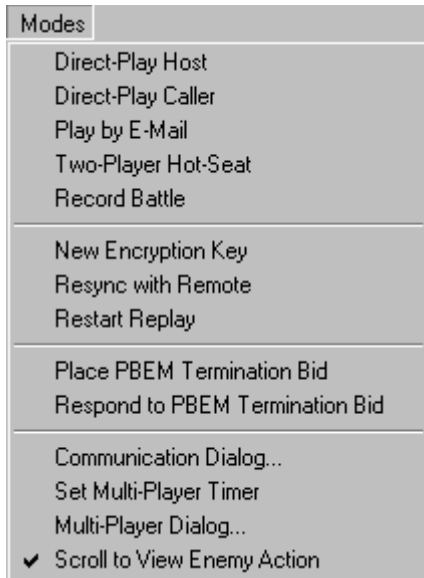 Modes
Direct-Play Host
Direct-Play Caller
Play by E-Mail
Two-Player Hot-Seat
Record Battle
New Encryption Key
Resync with Remote
Restart Replay
Place PBEM Termination Bid
Respond to PBEM Termination Bid
Communication Dialog...
Set Multi-Player Timer
Multi-Player Dialog...
Scroll to View Enemy Action